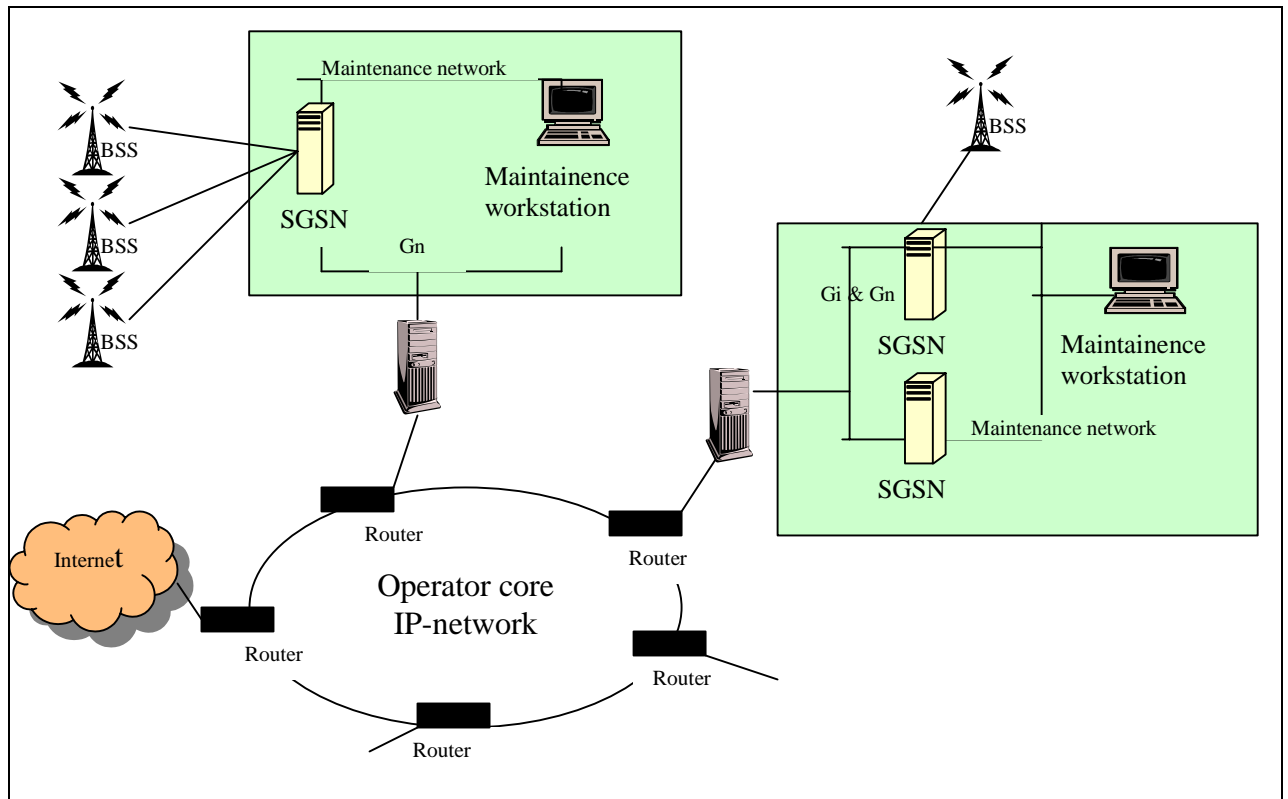 Maintenance network
BSS
BSS
BSS
SGSN
Maintainence
workstation
Gn
BSS
Gi & Gn
SGSN
Maintainence
workstation
Maintenance network
SGSN
Router
Router
Internet
Operator core
IP-network
Router
Router
Router